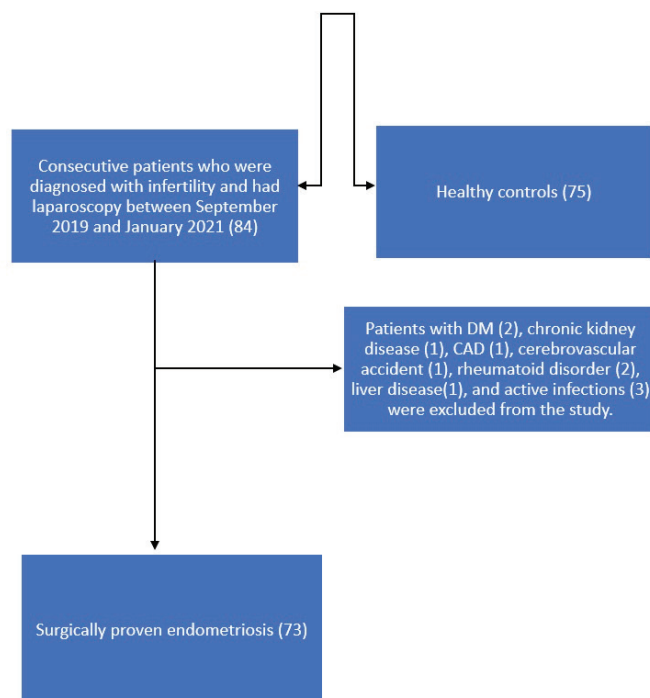 Consecutive patients who were
diagnosed with infertility and had
laparoscopy between September
2019 and January 2021 (84)
Healthy controls (75)
Patients with DM (2), chronic kidney
disease (1), CAD (1), cerebrovascular
accident (1), rheumatoid disorder (2),
liver disease(1), and active infections (3)
were excluded from the study.
Surgically proven endometriosis (73)